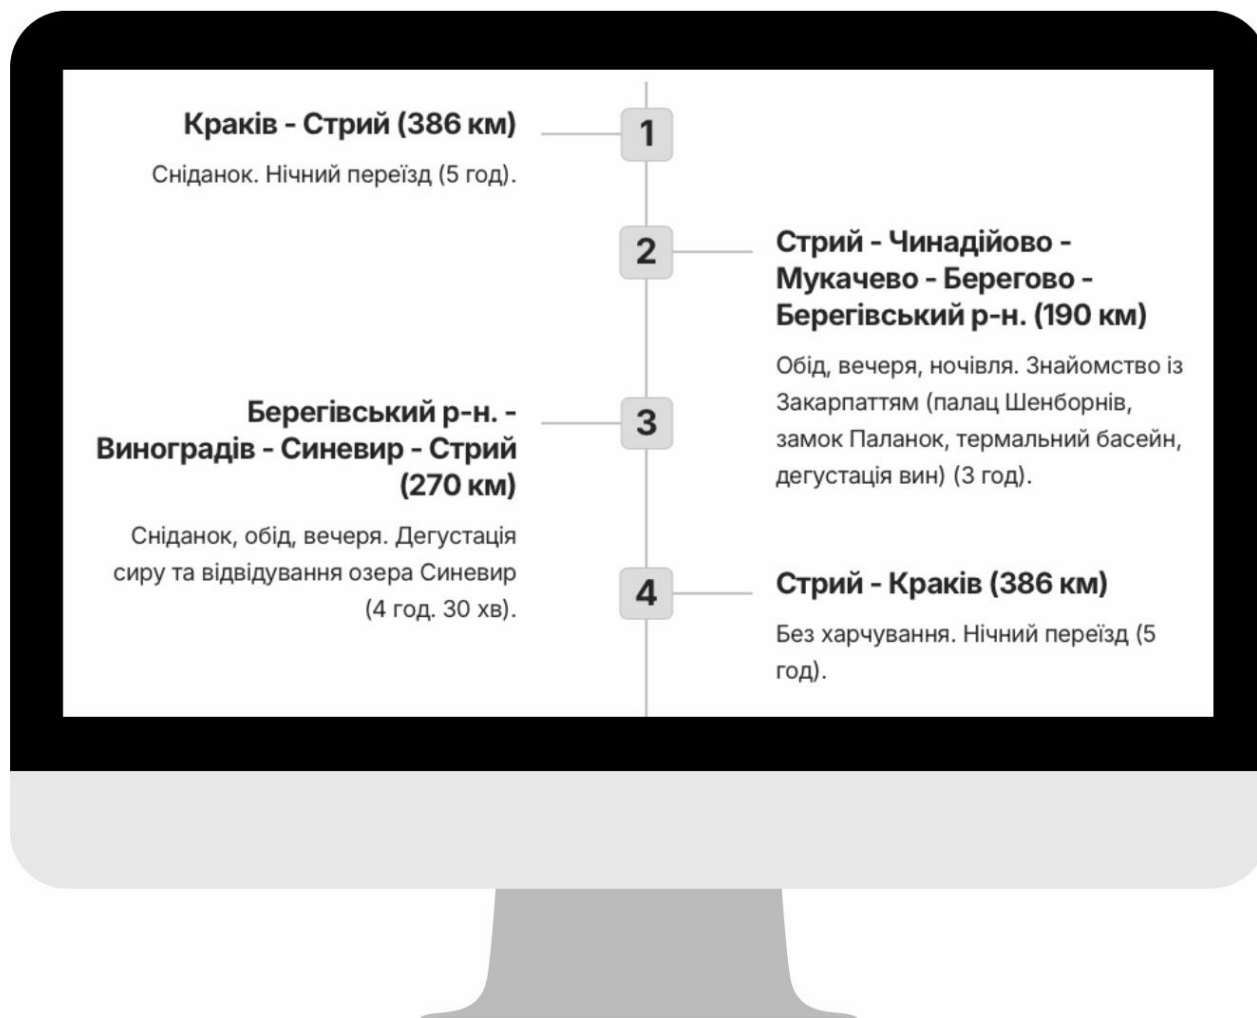 1
Краків - Стрий (386 км)
Сніданок. Нічний переїзд (5 год).
2
Стрий - Чинадійово -
Мукачево - Берегово -
Берегівський р-н. (190 км)
Обід, вечеря, ночівля. Знайомство із
Закарпаттям (палац Шенборнів,
замок Паланок, термальний басейн,
дегустація вин) (3 год).
3
Берегівський р-н. -
Виноградів - Синевир - Стрий
(270 км)
Сніданок, обід, вечеря. Дегустація
сиру та відвідування озера Синевир
(4 год. 30 хв).
4
Стрий - Краків (386 км)
Без харчування. Нічний переїзд (5
год).